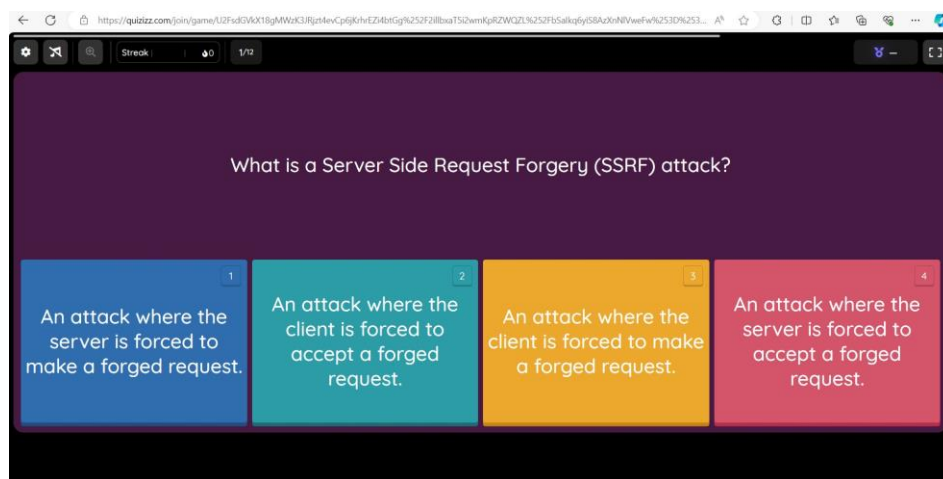 Streak
0
1/12
What is a Server Side Request Forgery (SSRF) attack?
1
An attack where the
server is forced to
make a forged request.
2
An attack where the
client is forced to
accept a forged
request.
3
An attack where the
client is forced to make
a forged request.
4
An attack where the
server is forced to
accept a forged
request.